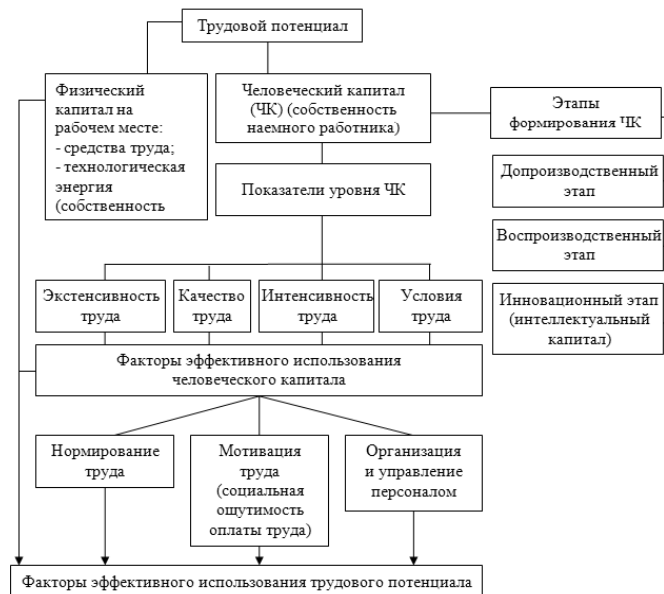 Трудовой потенциал
Физический
капитал на
рабочем месте:
- средства труда;
- технологическая
энергия
(собственность
Человеческий капитал
(ЧК) (собственность
наемного работника)
Этапы
формирования ЧК
Показатели уровня ЧК
Допроизводственный
этап
Воспроизводственный
этап
Инновационный этап
(интеллектуальный
капитал)
Экстенсивность
труда
Качество
труда
Интенсивность
труда
Условия
труда
Факторы эффективного использования
человеческого капитала
Нормирование
труда
Мотивация
труда
(социальная
ощутимость
оплаты труда)
Организация
и управление
персоналом
Факторы эффективного использования трудового потенциала